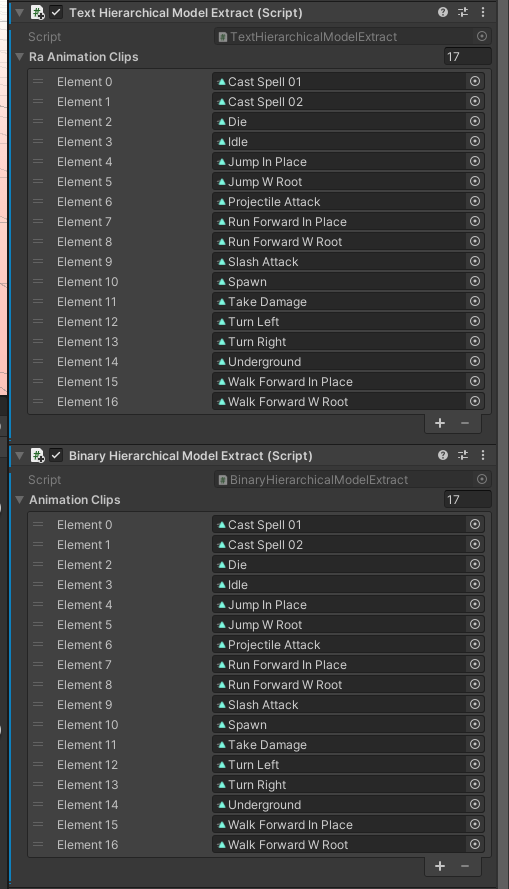 Text Hierarchical Model Extract (Script)
Script TextHierarchicalModelExtract
Ra Animation Clips 17
Element 0 Cast Spell 01
Element 1 Cast Spell 02
Element 2 Die
Element 3 Idle
Element 4 Jump In Place
Element 5 Jump W Root
Element 6 Projectile Attack
Element 7 Run Forward In Place
Element 8 Run Forward W Root
Element 9 Slash Attack
Element 10 Spawn
Element 11 Take Damage
Element 12 Turn Left
Element 13 Turn Right
Element 14 Underground
Element 15 Walk Forward In Place
Element 16 Walk Forward W Root
Binary Hierarchical Model Extract (Script)
Script BinaryHierarchicalModelExtract
Animation Clips 17
Element 0 Cast Spell 01
Element 1 Cast Spell 02
Element 2 Die
Element 3 Idle
Element 4 Jump In Place
Element 5 Jump W Root
Element 6 Projectile Attack
Element 7 Run Forward In Place
Element 8 Run Forward W Root
Element 9 Slash Attack
Element 10 Spawn
Element 11 Take Damage
Element 12 Turn Left
Element 13 Turn Right
Element 14 Underground
Element 15 Walk Forward In Place
Element 16 Walk Forward W Root